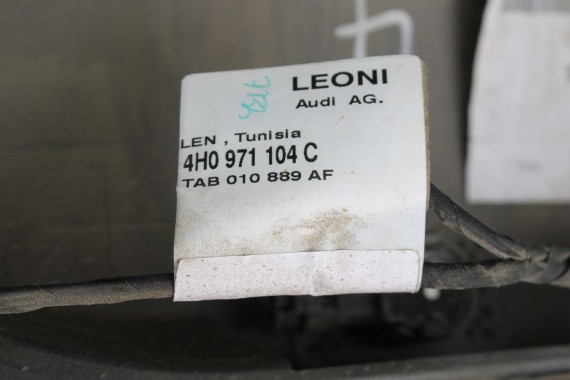 LEONI
Audi AG.
LEN , Tunisia
4H0 971 104 C
TAB 010 889 AF